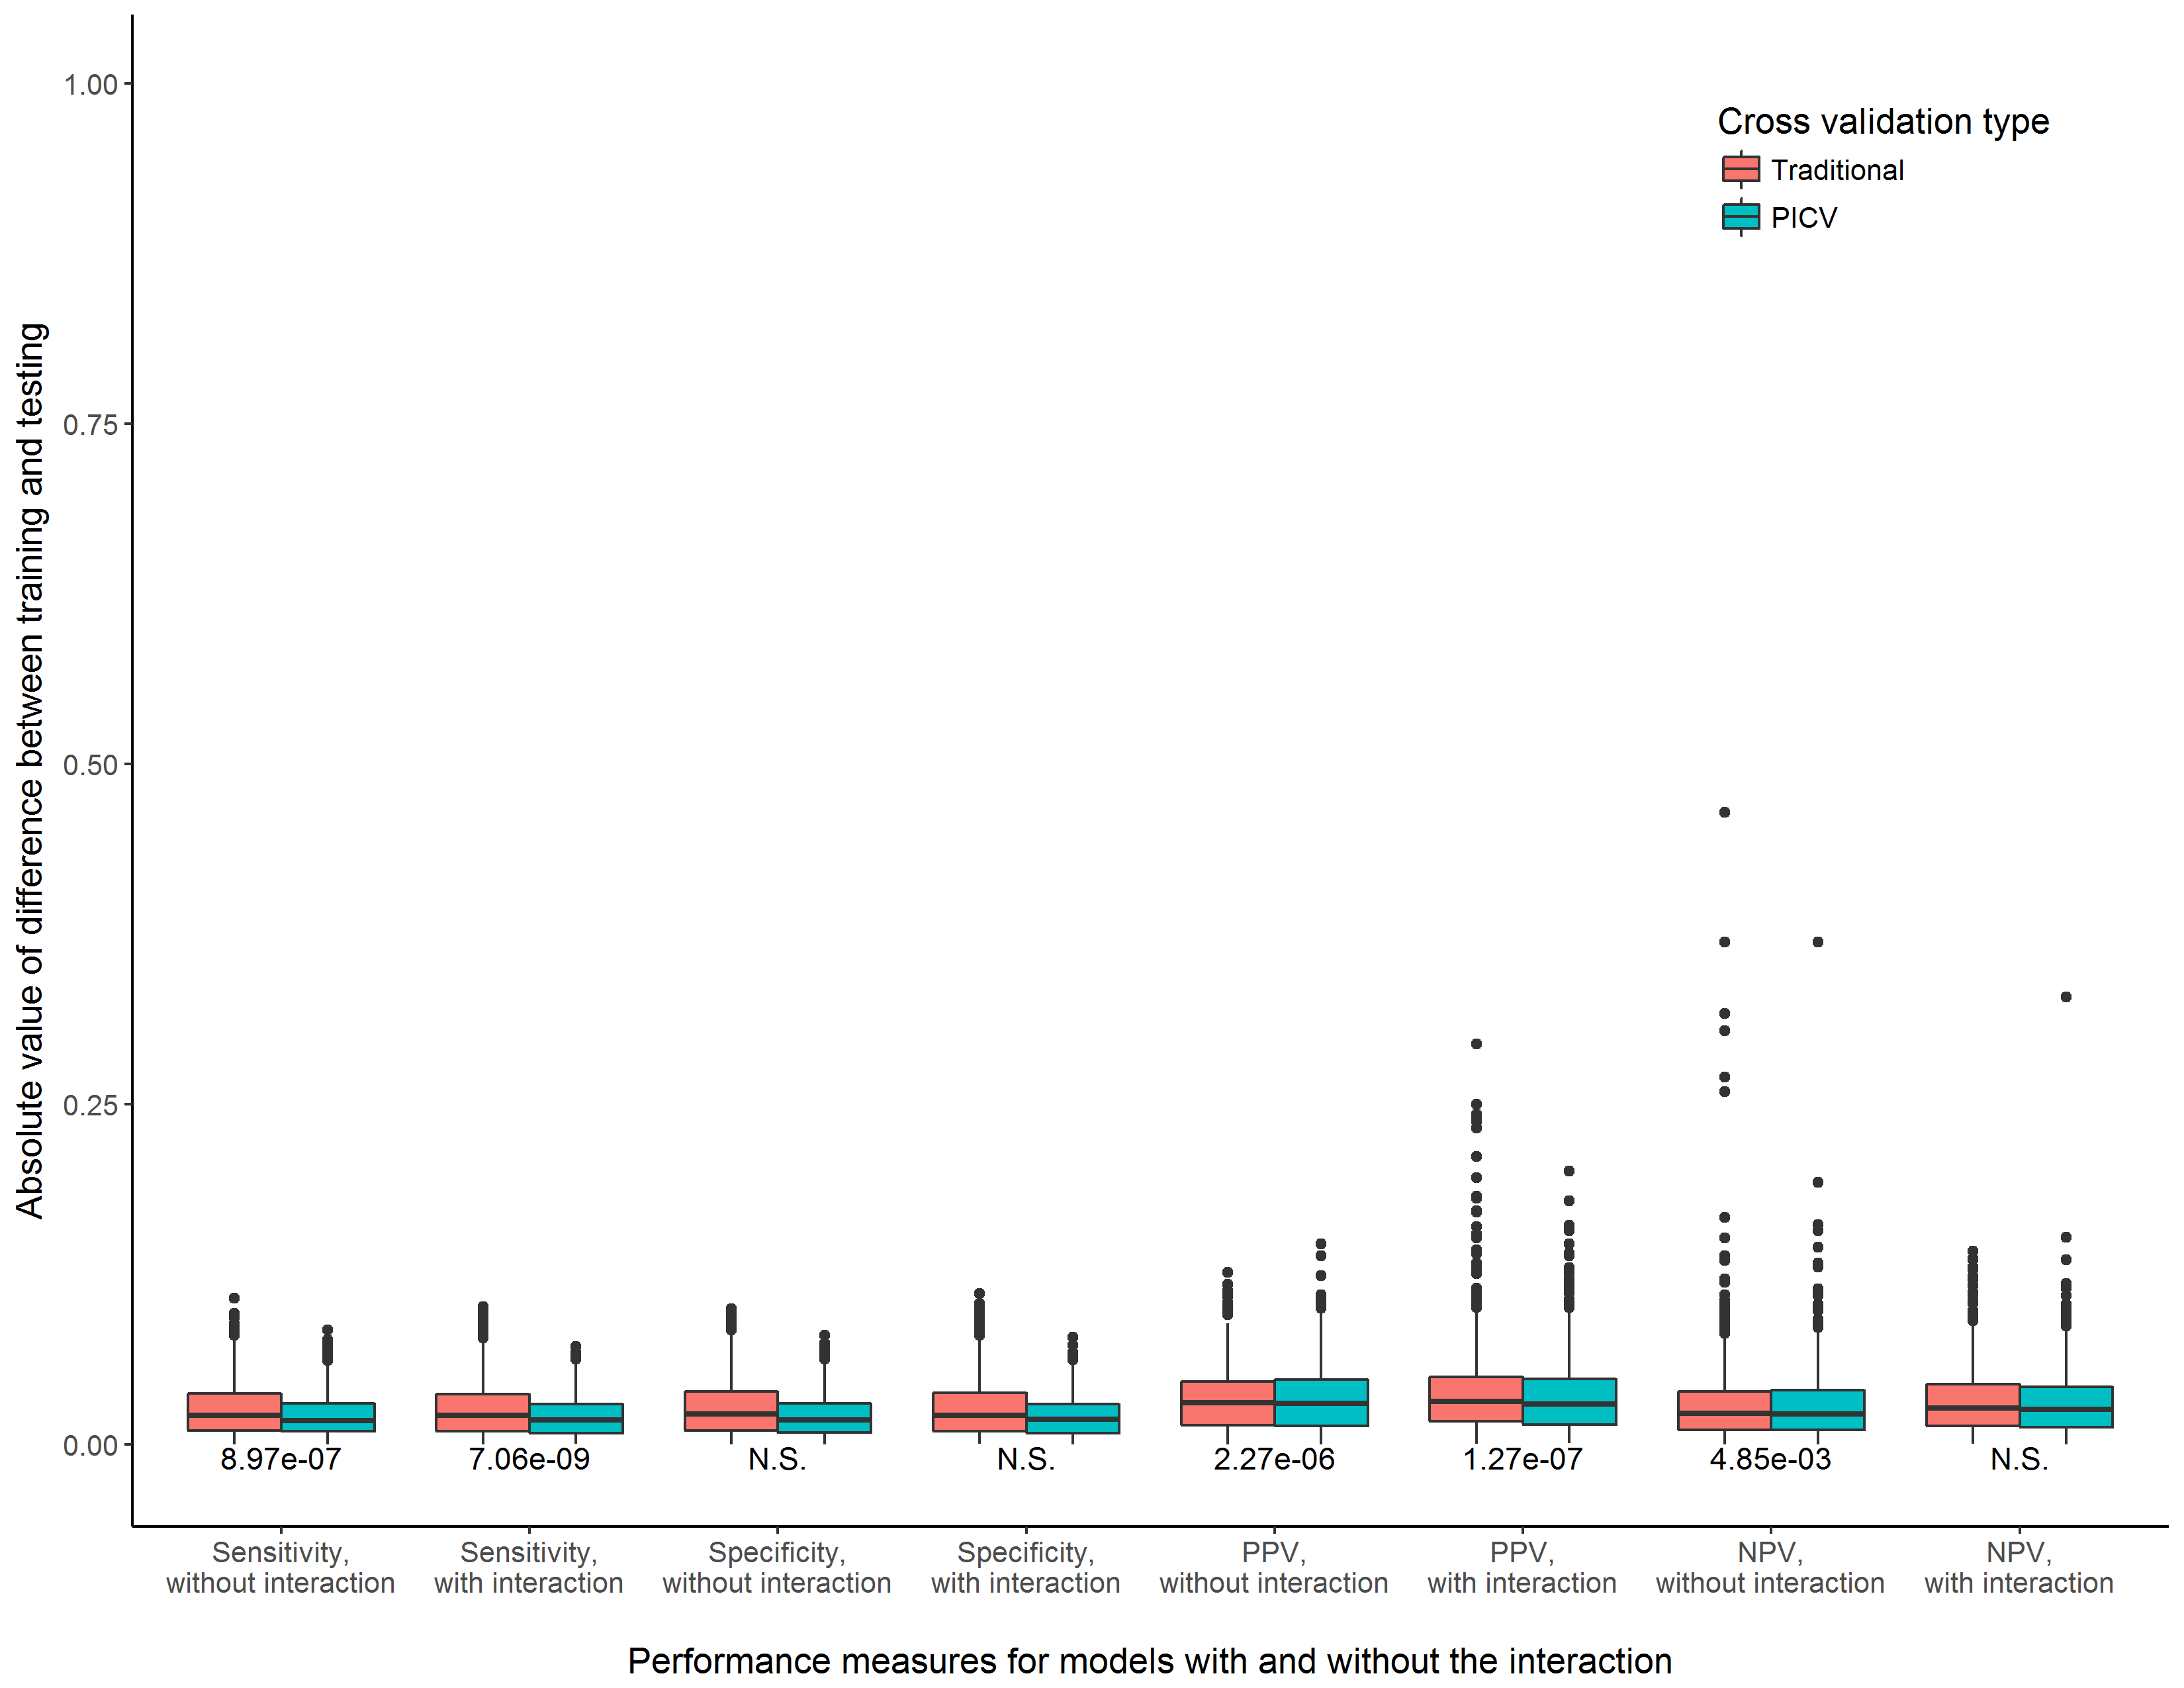 Cross validation type
Traditional
PICV
Absolute value of difference between training and testing
1.00
0.75
0.50
0.25
0.00
8.97e-07
7.06e-09
N.S.
N.S.
2.27e-06
1.27e-07
4.85e-03
N.S.
Sensitivity,
without interaction
Sensitivity,
with interaction
Specificity,
without interaction
Specificity,
with interaction
PPV,
without interaction
PPV,
with interaction
NPV,
without interaction
NPV,
with interaction
Performance measures for models with and without the interaction